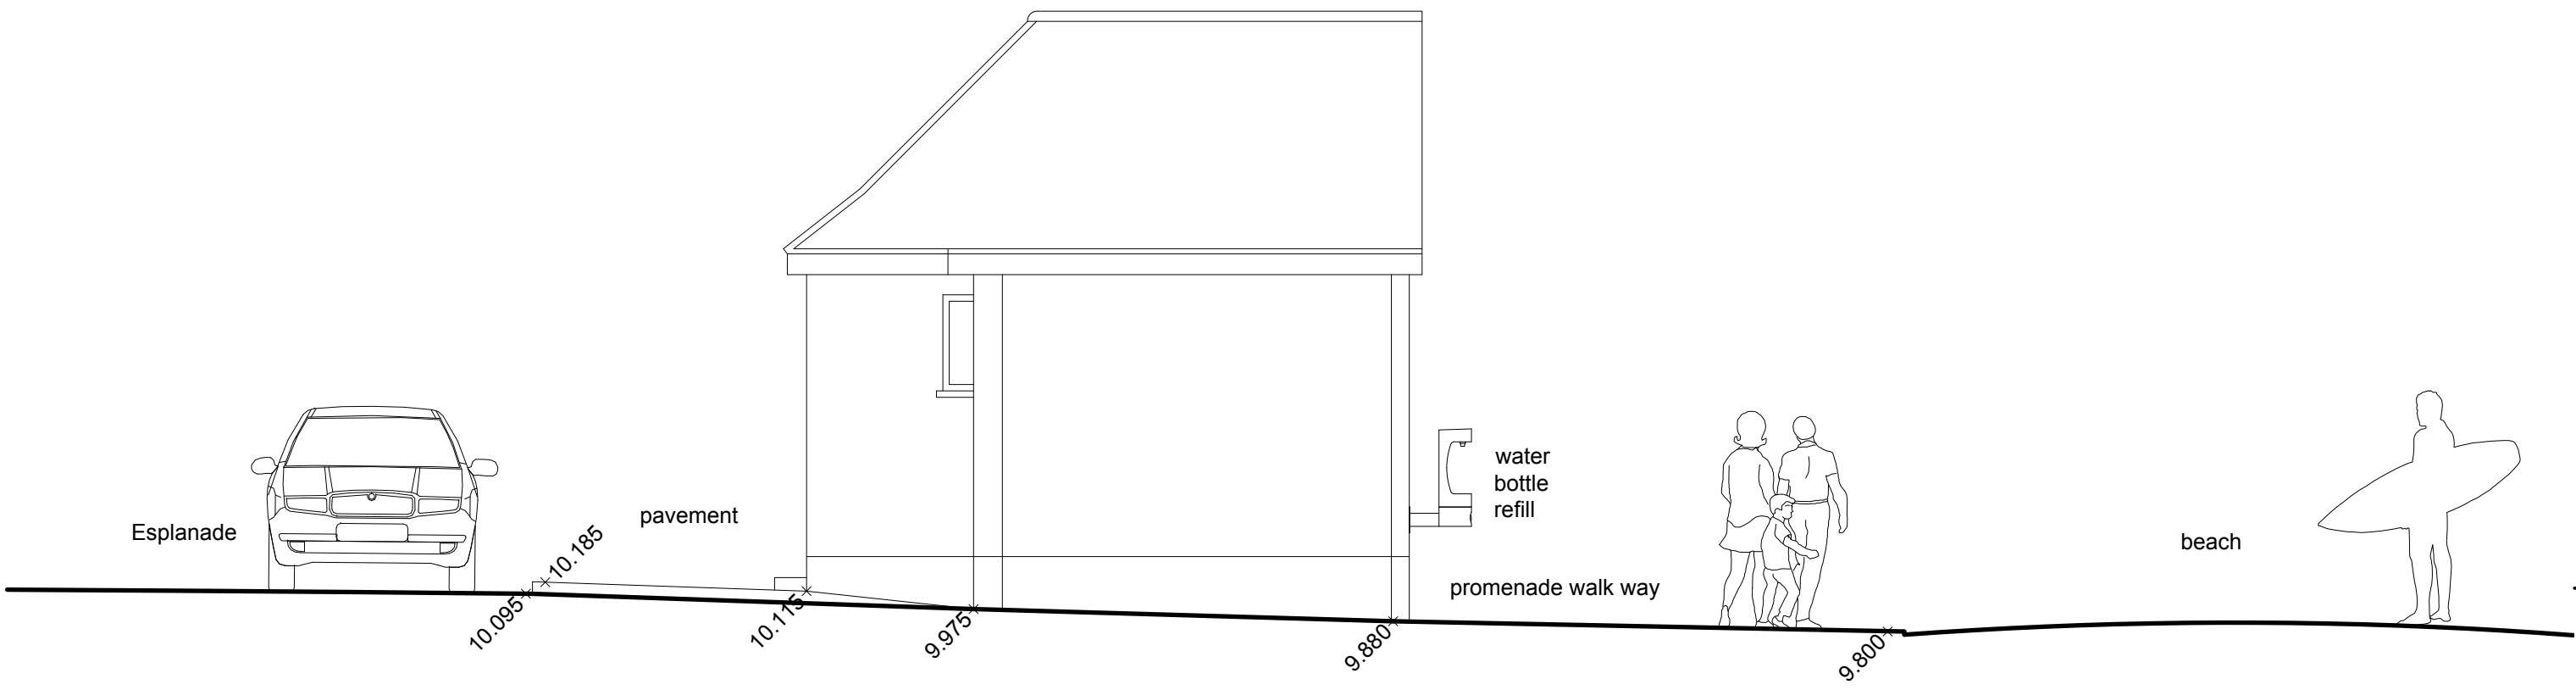 Esplanade
10.095
10.185
pavement
10.115
9.975
9.880
water
bottle
refill
promenade walk way
9.800
beach